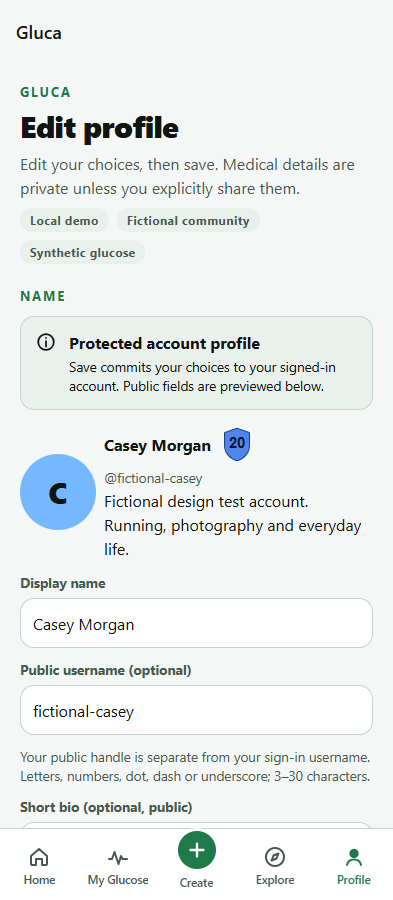 Gluca
GLUCA
Edit profile
Edit your choices, then save. Medical details are
private unless you explicitly share them.
Local demo
Fictional community
Synthetic glucose
NAME
Protected account profile
Save commits your choices to your signed-in
account. Public fields are previewed below.
C
Casey Morgan
20
@fictional-casey
Fictional design test account.
Running, photography and everyday
life.
Display name
Casey Morgan
Public username (optional)
fictional-casey
Your public handle is separate from your sign-in username.
Letters, numbers, dot, dash or underscore; 3–30 characters.
Short bio (optional, public)
Home
My Glucose
Create
Explore
Profile